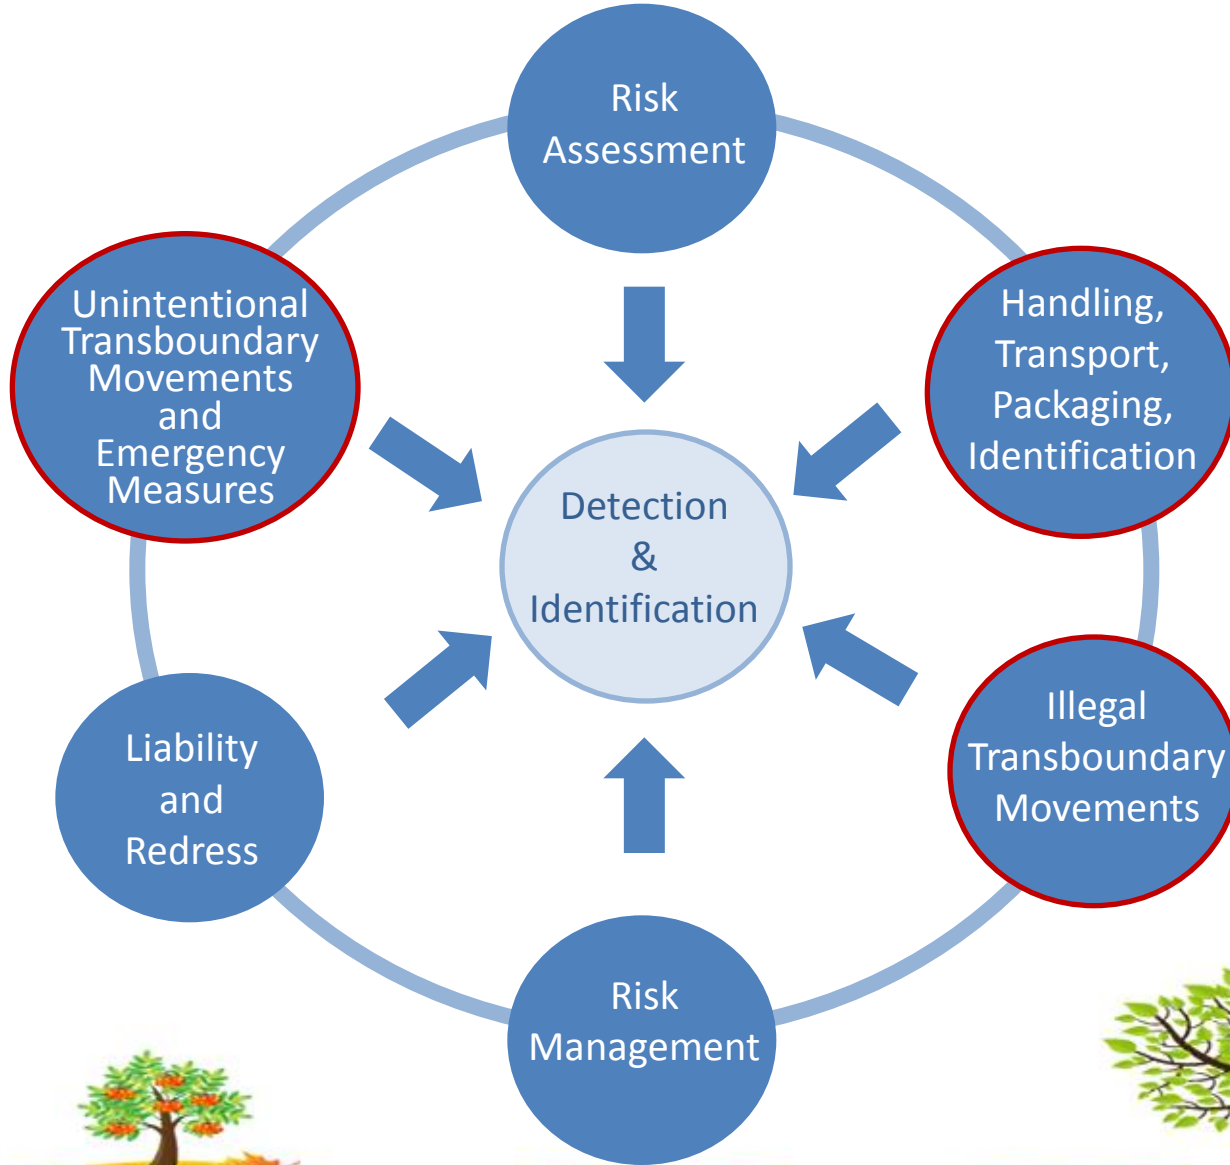 Risk
Assessment
Unintentional
Transboundary
Movements
and
Emergency
Measures
Handling,
Transport,
Packaging,
Identification
Detection
&
Identification
Liability
and
Redress
Illegal
Transboundary
Movements
Risk
Management